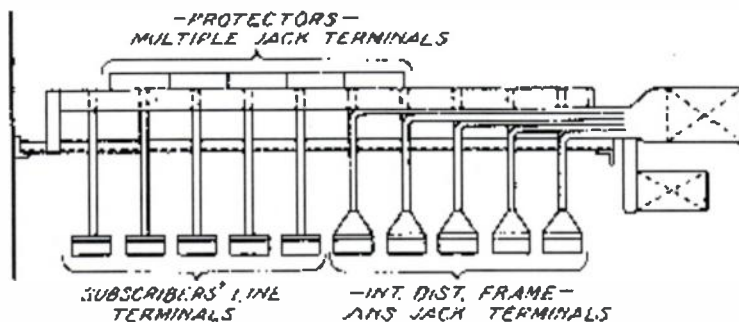 -PROTECTORS-
MULTIPLE JACK TERMINALS
SUBSCRIBERS' LINE
TERMINALS
-INT. DIST. FRAME-
ANS JACK TERMINALS